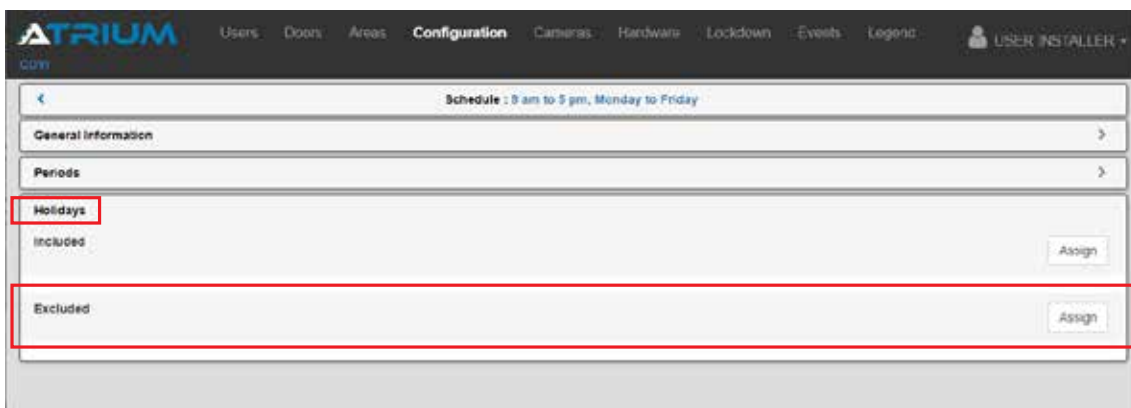 ATRIUM Users Doors Areas Configuration Cameras Hardware Lockdown Events Legend USER INSTALLER
com
Schedule : 9 am to 5 pm, Monday to Friday
General Information
Periods
Holidays
Included
Assign
Excluded
Assign